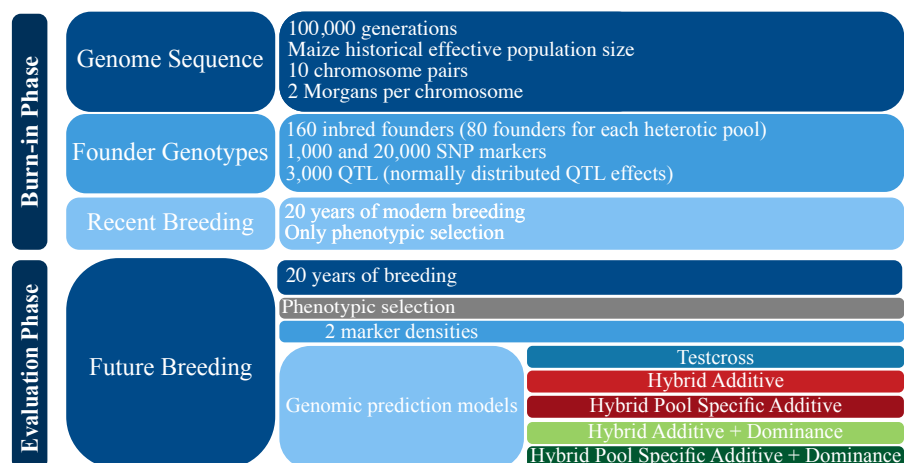 Burn-in Phase
Genome Sequence
100,000 generations
Maize historical effective population size
10 chromosome pairs
2 Morgans per chromosome
Founder Genotypes
160 inbred founders (80 founders for each heterotic pool)
1,000 and 20,000 SNP markers
3,000 QTL (normally distributed QTL effects)
Recent Breeding
20 years of modern breeding
Only phenotypic selection
Evaluation Phase
Future Breeding
20 years of breeding
Phenotypic selection
2 marker densities
Genomic prediction models
Testcross
Hybrid Additive
Hybrid Pool Specific Additive
Hybrid Additive + Dominance
Hybrid Pool Specific Additive + Dominance